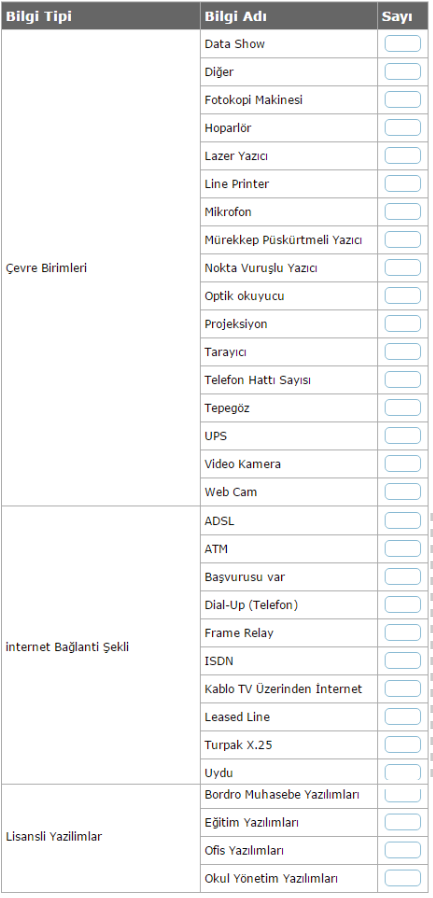 Bilgi Tipi Bilgi Adı Sayı
Data Show
Diğer
Fotokopi Makinesi
Hoparlör
Lazer Yazıcı
Line Printer
Mikrofon
Mürekkep Püskürtmeli Yazıcı
Çevre Birimleri Nokta Vuruşlu Yazıcı
Optik okuyucu
Projeksiyon
Tarayıcı
Telefon Hattı Sayısı
Tepegöz
UPS
Video Kamera
Web Cam
ADSL
ATM
Başvurusu var
Dial-Up (Telefon)
Frame Relay
internet Bağlanti Şekli
ISDN
Kablo TV Üzerinden İnternet
Leased Line
Turpak X.25
Uydu
Bordro Muhasebe Yazılımları
Eğitim Yazılımları
Lisansli Yazilimlar
Ofis Yazılımları
Okul Yönetim Yazılımları